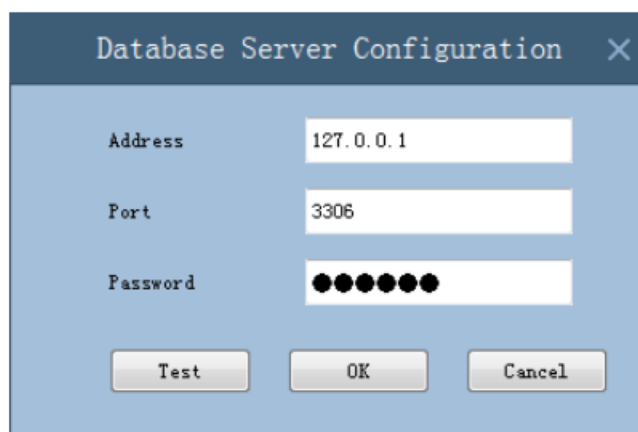 Database Server Configuration
Address 127.0.0.1
Port 3306
Password ●●●●●●
Test OK Cancel